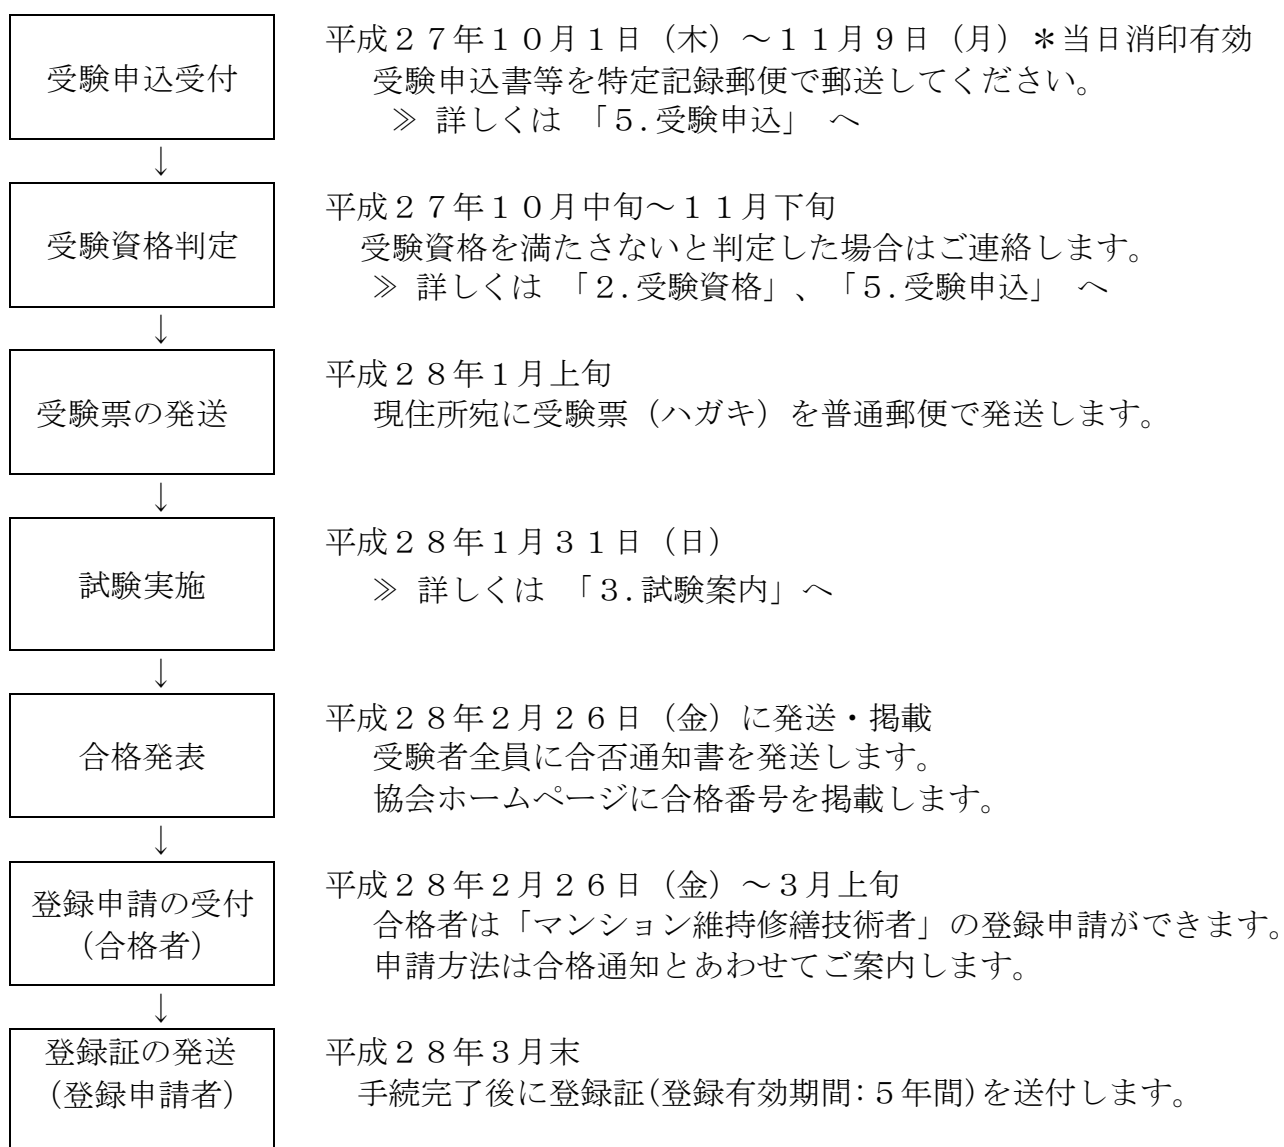 受験申込受付
平成２７年１０月１日（木）～１１月９日（月）＊当日消印有効
受験申込書等を特定記録郵便で郵送してください。
≫ 詳しくは 「５.受験申込」 へ
↓
受験資格判定
平成２７年１０月中旬～１１月下旬
受験資格を満たさないと判定した場合はご連絡します。
≫ 詳しくは 「２.受験資格」、「５.受験申込」 へ
↓
受験票の発送
平成２８年１月上旬
現住所宛に受験票（ハガキ）を普通郵便で発送します。
↓
試験実施
平成２８年１月３１日（日）
≫ 詳しくは 「３.試験案内」へ
↓
合格発表
平成２８年２月２６日（金）に発送・掲載
受験者全員に合否通知書を発送します。
協会ホームページに合格番号を掲載します。
↓
登録申請の受付
（合格者）
平成２８年２月２６日（金）～３月上旬
合格者は「マンション維持修繕技術者」の登録申請ができます。
申請方法は合格通知とあわせてご案内します。
↓
登録証の発送
（登録申請者）
平成２８年３月末
手続完了後に登録証(登録有効期間:５年間)を送付します。